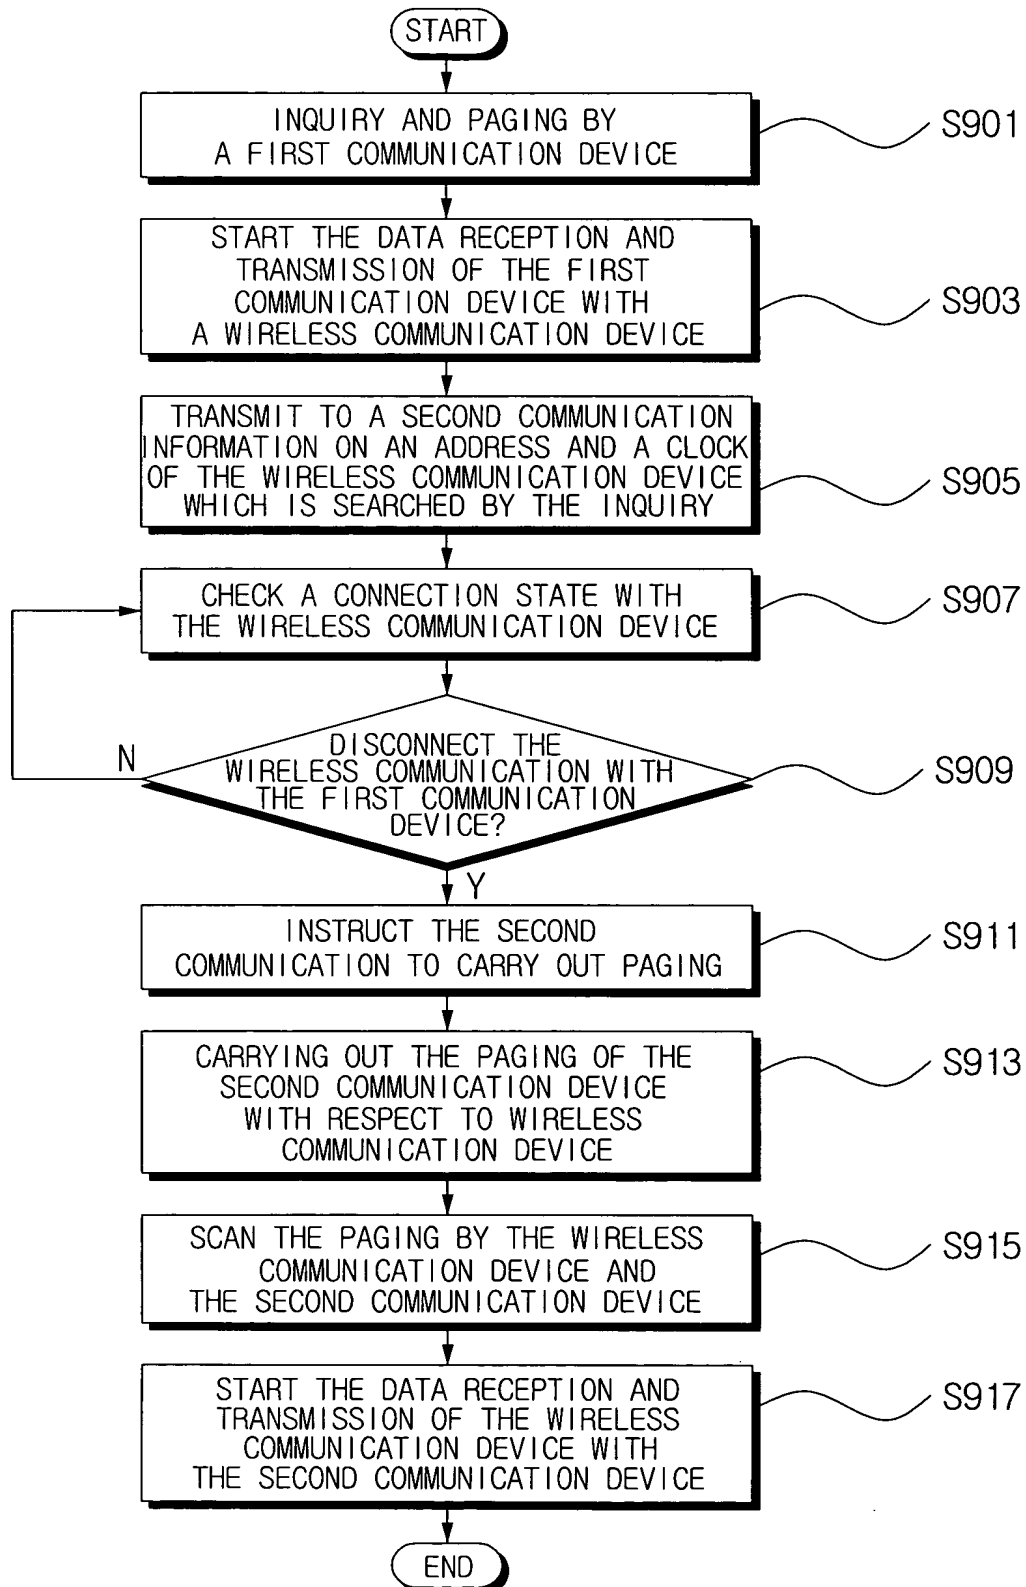 START
INQUIRY AND PAGING BY
A FIRST COMMUNICATION DEVICE
S901
START THE DATA RECEPTION AND
TRANSMISSION OF THE FIRST
COMMUNICATION DEVICE WITH
A WIRELESS COMMUNICATION DEVICE
S903
TRANSMIT TO A SECOND COMMUNICATION
INFORMATION ON AN ADDRESS AND A CLOCK
OF THE WIRELESS COMMUNICATION DEVICE
WHICH IS SEARCHED BY THE INQUIRY
S905
CHECK A CONNECTION STATE WITH
THE WIRELESS COMMUNICATION DEVICE
S907
DISCONNECT THE
WIRELESS COMMUNICATION WITH
THE FIRST COMMUNICATION
DEVICE?
S909
N
Y
INSTRUCT THE SECOND
COMMUNICATION TO CARRY OUT PAGING
S911
CARRYING OUT THE PAGING OF THE
SECOND COMMUNICATION DEVICE
WITH RESPECT TO WIRELESS
COMMUNICATION DEVICE
S913
SCAN THE PAGING BY THE WIRELESS
COMMUNICATION DEVICE AND
THE SECOND COMMUNICATION DEVICE
S915
START THE DATA RECEPTION AND
TRANSMISSION OF THE WIRELESS
COMMUNICATION DEVICE WITH
THE SECOND COMMUNICATION DEVICE
S917
END